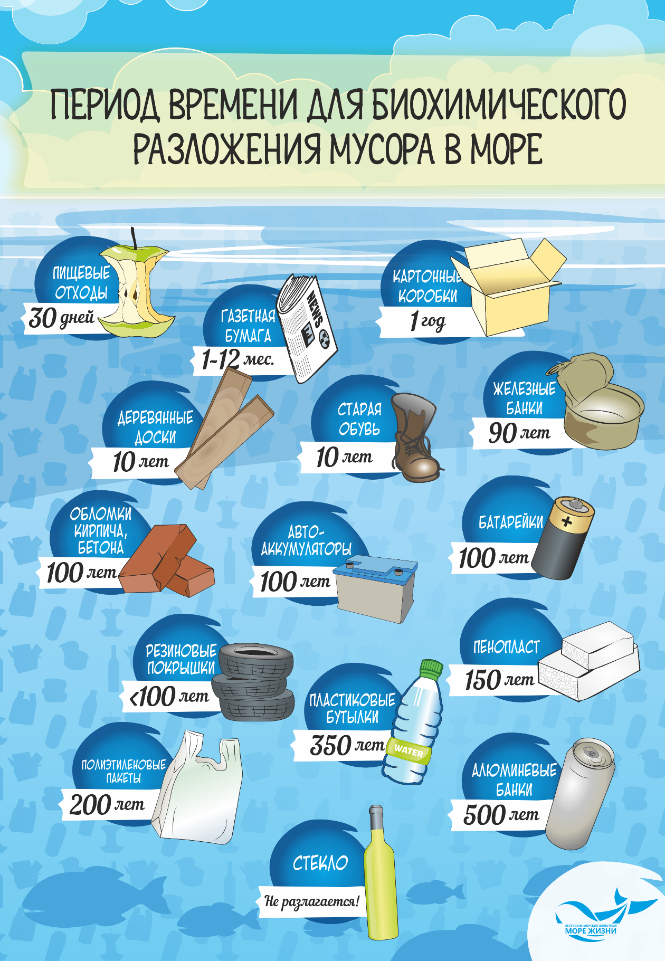 ПЕРИОД ВРЕМЕНИ ДЛЯ БИОХИМИЧЕСКОГО
РАЗЛОЖЕНИЯ МУСОРА В МОРЕ
ПИЩЕВЫЕ
ОТХОДЫ
30 дней
ГАЗЕТНАЯ
БУМАГА
1-12 мес.
NEWS
КАРТОННЫЕ
КОРОБКИ
1 год
ДЕРЕВЯННЫЕ
ДОСКИ
10 лет
СТАРАЯ
ОБУВЬ
10 лет
ЖЕЛЕЗНЫЕ
БАНКИ
90 лет
ОБЛОМКИ
КИРПИЧА,
БЕТОНА
100 лет
АВТО-
АККУМУЛЯТОРЫ
100 лет
БАТАРЕЙКИ
100 лет
+
РЕЗИНОВЫЕ
ПОКРЫШКИ
<100 лет
ПЛАСТИКОВЫЕ
БУТЫЛКИ
350 лет
WATER
ПЕНОПЛАСТ
150 лет
ПОЛИЭТИЛЕНОВЫЕ
ПАКЕТЫ
200 лет
АЛЮМИНЕВЫЕ
БАНКИ
500 лет
СТЕКЛО
Не разлагается!
МОРЕ ЖИЗНИ